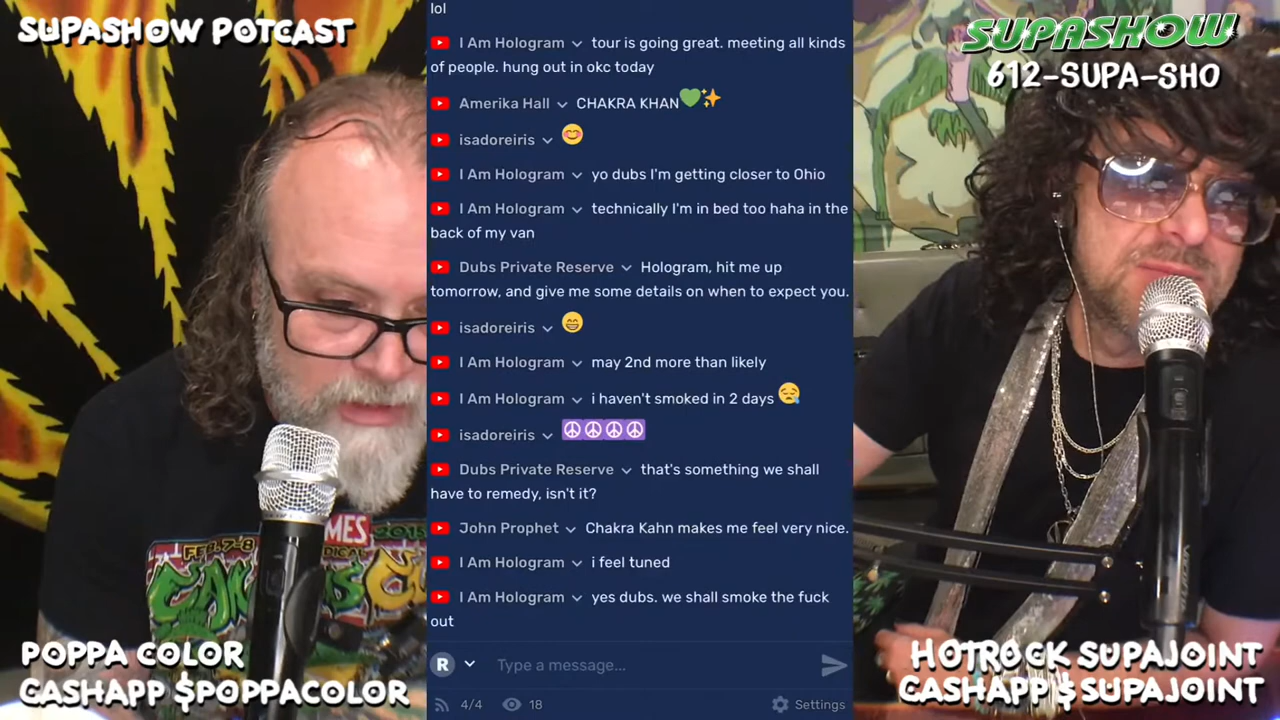 SUPASHOW POTCAST
SUPASHOW
612-SUPA-SHO
lol
I Am Hologram tour is going great. meeting all kinds
of people. hung out in okc today
Amerika Hall CHAKRA KHAN💚✨
isadoreiris 😊
I Am Hologram yo dubs I'm getting closer to Ohio
I Am Hologram technically I'm in bed too haha in the
back of my van
Dubs Private Reserve Hologram, hit me up
tomorrow, and give me some details on when to expect you.
isadoreiris 😁
I Am Hologram may 2nd more than likely
I Am Hologram i haven't smoked in 2 days 😪
isadoreiris ☮☮☮☮
Dubs Private Reserve that's something we shall
have to remedy, isn't it?
John Prophet Chakra Kahn makes me feel very nice.
I Am Hologram i feel tuned
I Am Hologram yes dubs. we shall smoke the fuck
out
R Type a message...
4/4 18 Settings
FEB. 7-8
POPPA COLOR
CASHAPP $POPPACOLOR
HOTROCK SUPAJOINT
CASHAPP $SUPAJOINT